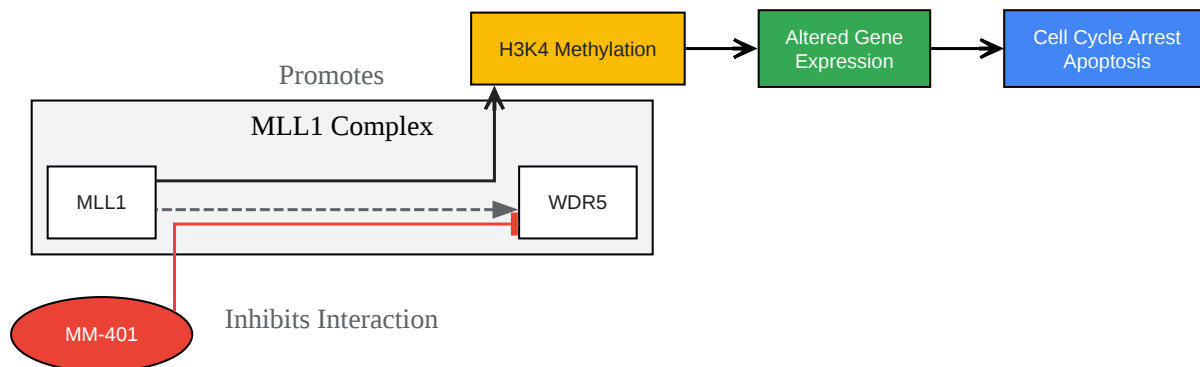 H3K4 Methylation
Altered Gene
Expression
Cell Cycle Arrest
Apoptosis
Promotes
MLL1 Complex
MLL1
WDR5
MM-401
Inhibits Interaction